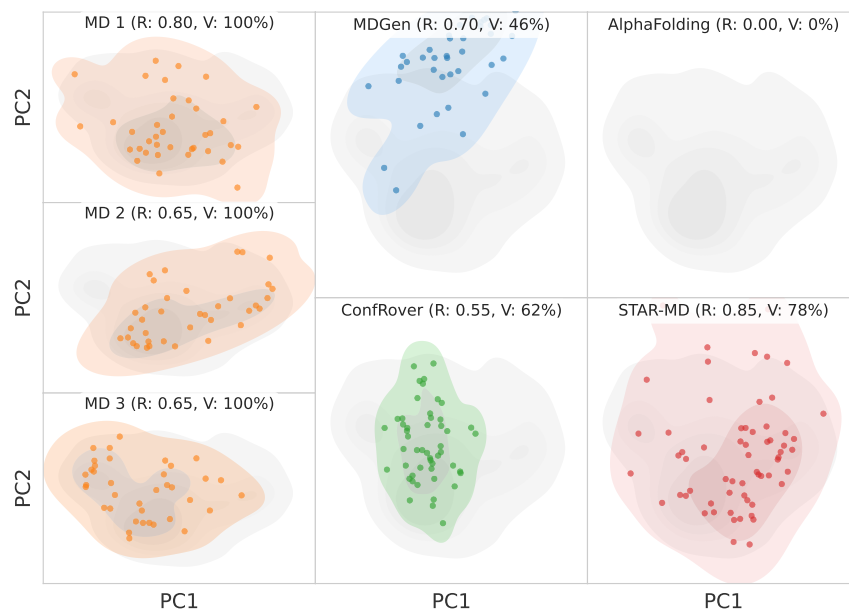 MD 1 (R: 0.80, V: 100%)
MDGen (R: 0.70, V: 46%)
AlphaFolding (R: 0.00, V: 0%)
PC2
MD 2 (R: 0.65, V: 100%)
PC2
ConfRover (R: 0.55, V: 62%)
STAR-MD (R: 0.85, V: 78%)
MD 3 (R: 0.65, V: 100%)
PC2
PC1
PC1
PC1